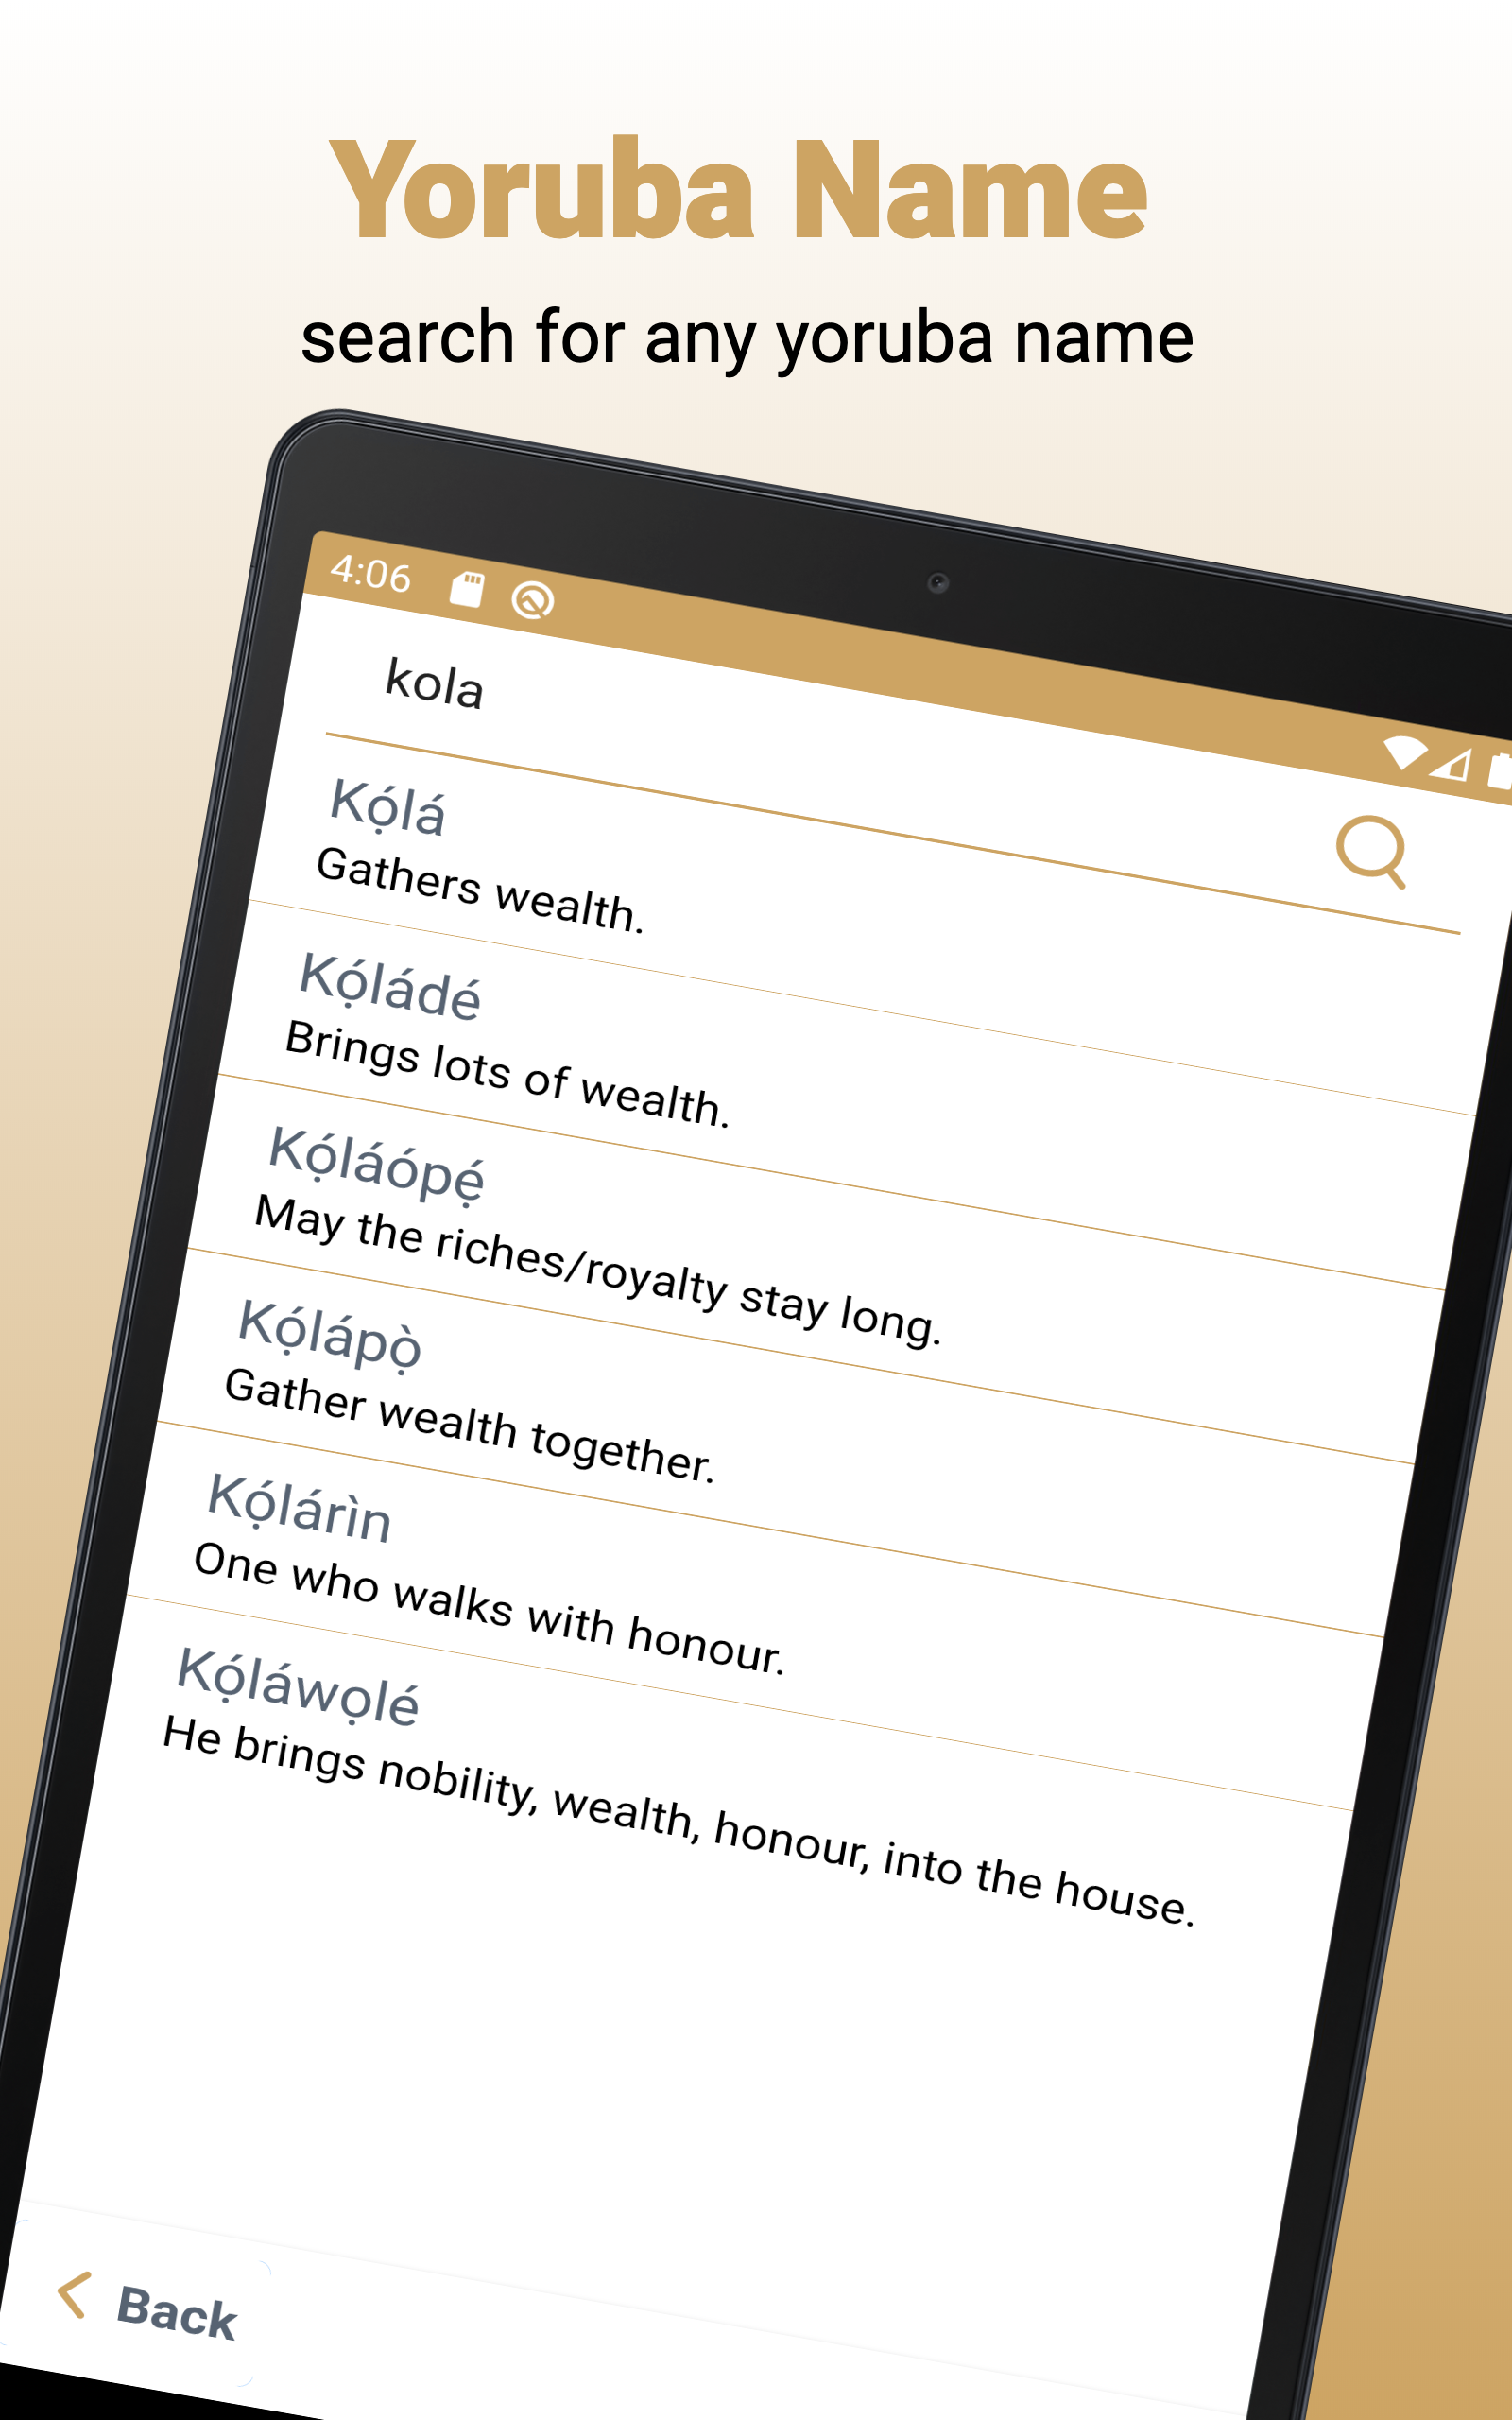 Yoruba Name
search for any yoruba name
4:06
kola
Kọ́lá
Gathers wealth.
Kọ́ládé
Brings lots of wealth.
Kọ́láópẹ́
May the riches/royalty stay long.
Kọ́lápọ̀
Gather wealth together.
Kọ́lárìn
One who walks with honour.
Kọ́láwọlé
He brings nobility, wealth, honour, into the house.
Back